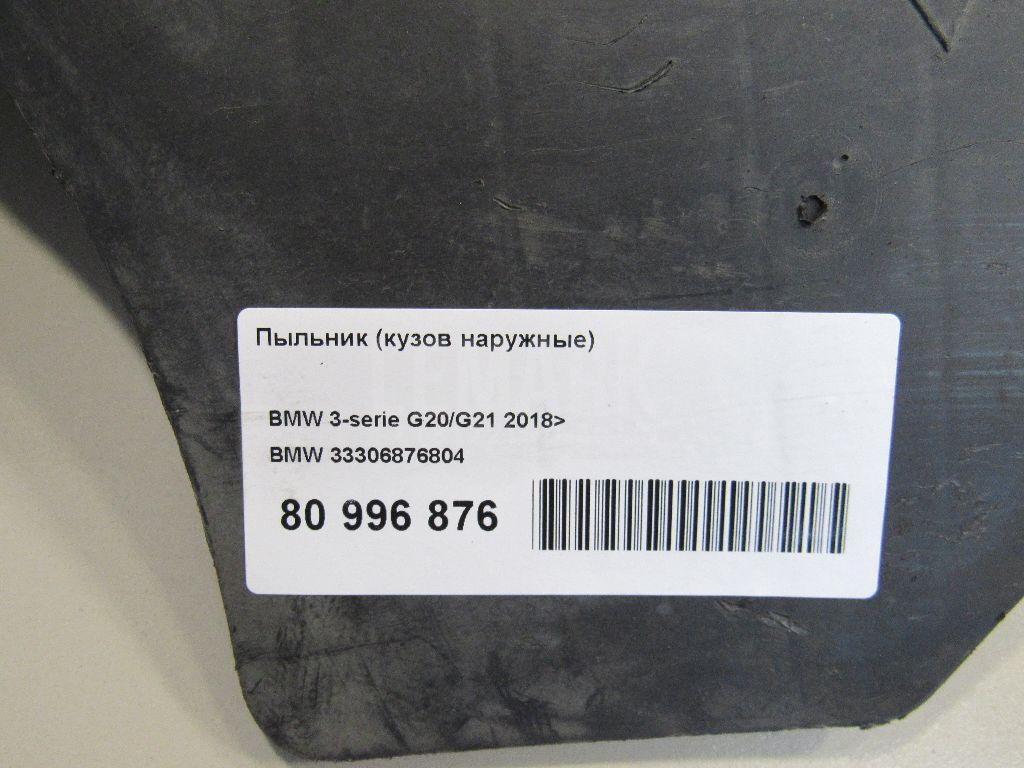 Пыльник (кузов наружные)
BMW 3-serie G20/G21 2018>
BMW 33306876804
80 996 876